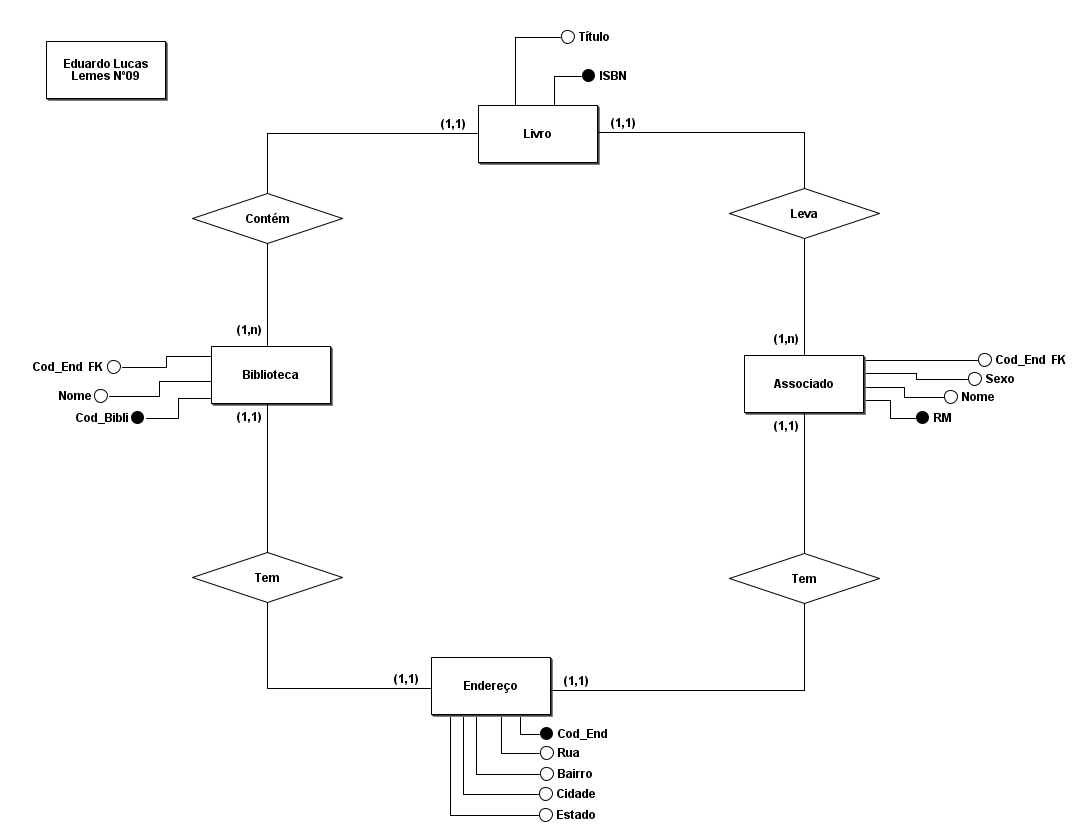 Título
Eduardo Lucas
Lemes N°09
ISBN
(1,1)
(1,1)
Livro
Contém
Leva
(1,n)
(1,n)
Cod_End FK
Biblioteca
Nome
Cod_Bibli
(1,1)
Cod_End FK
Sexo
Associado
Nome
RM
(1,1)
Tem
Tem
(1,1)
(1,1)
Endereço
Cod_End
Rua
Bairro
Cidade
Estado